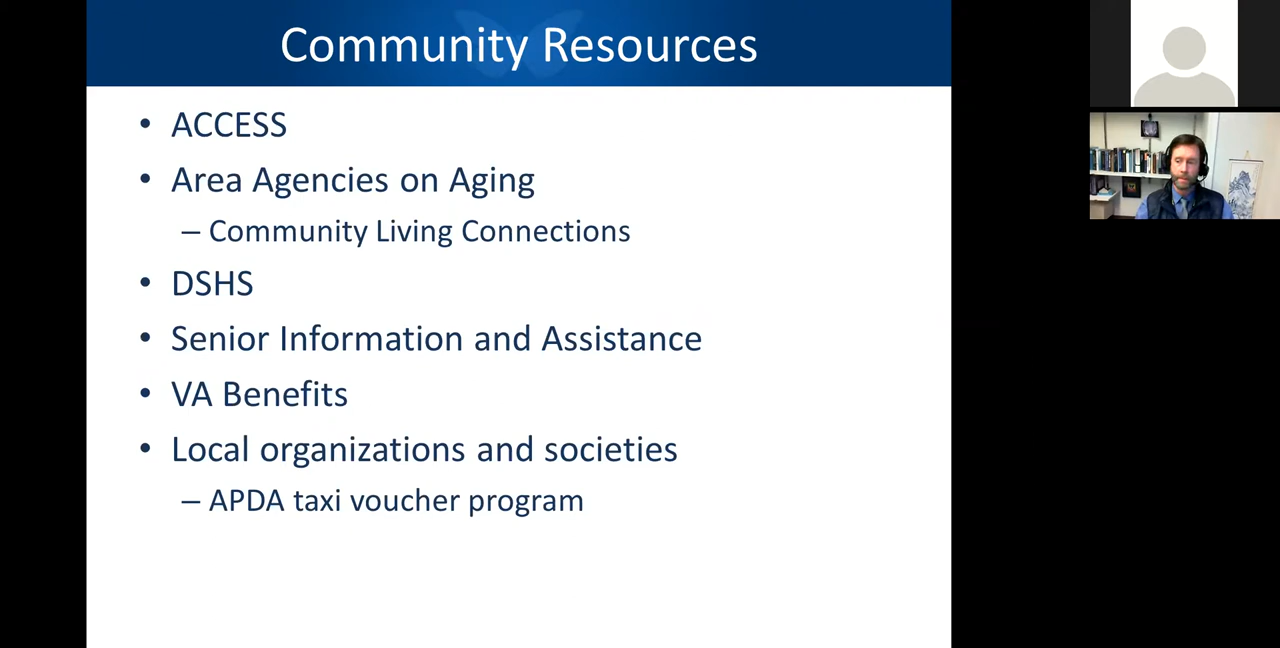 Community Resources
• ACCESS
• Area Agencies on Aging
– Community Living Connections
• DSHS
• Senior Information and Assistance
• VA Benefits
• Local organizations and societies
– APDA taxi voucher program